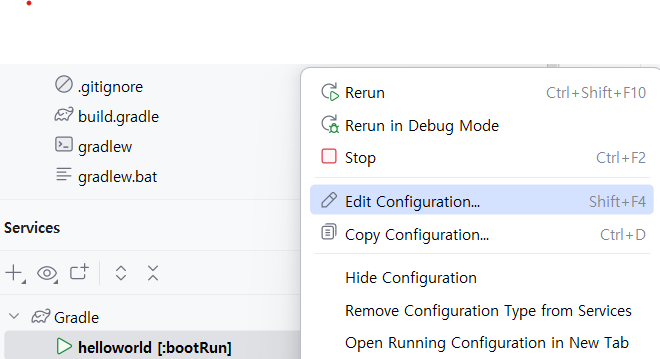 .gitignore
build.gradle
gradlew
gradlew.bat
Services
Gradle
helloworld [:bootRun]
Rerun Ctrl+Shift+F10
Rerun in Debug Mode
Stop Ctrl+F2
Edit Configuration... Shift+F4
Copy Configuration... Ctrl+D
Hide Configuration
Remove Configuration Type from Services
Open Running Configuration in New Tab